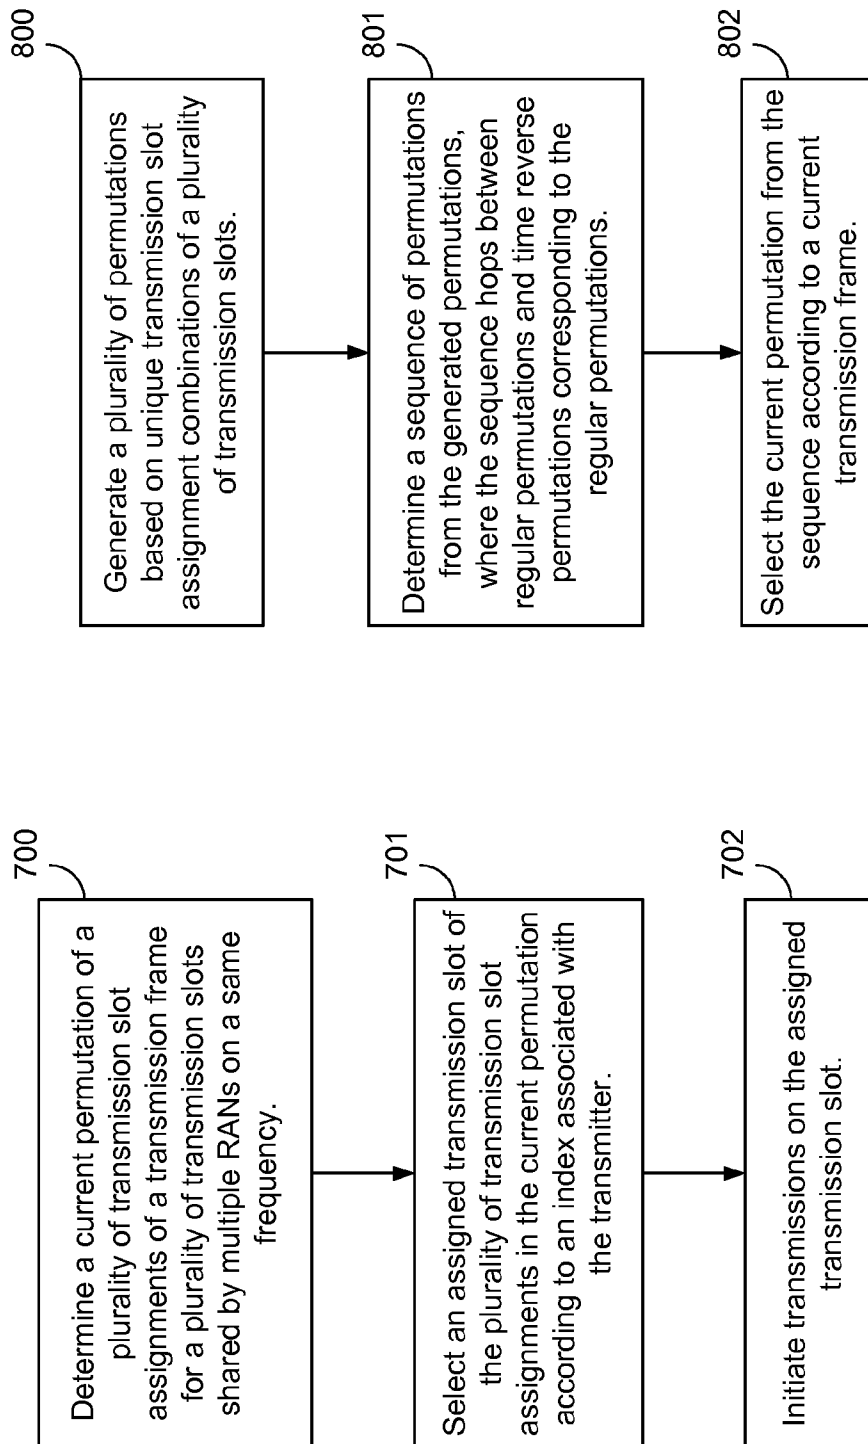 700
Determine a current permutation of a
plurality of transmission slot
assignments of a transmission frame
for a plurality of transmission slots
shared by multiple RANs on a same
frequency.
701
Select an assigned transmission slot of
the plurality of transmission slot
assignments in the current permutation
according to an index associated with
the transmitter.
702
Initiate transmissions on the assigned
transmission slot.
800
Generate a plurality of permutations
based on unique transmission slot
assignment combinations of a plurality
of transmission slots.
801
Determine a sequence of permutations
from the generated permutations,
where the sequence hops between
regular permutations and time reverse
permutations corresponding to the
regular permutations.
802
Select the current permutation from the
sequence according to a current
transmission frame.